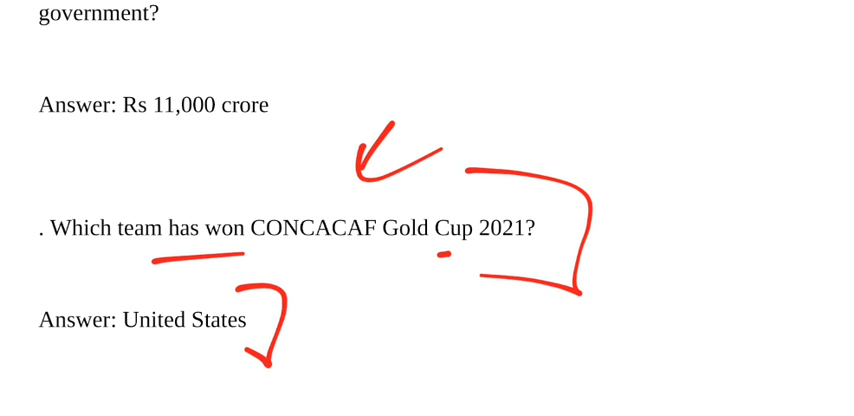 government?
Answer: Rs 11,000 crore
. Which team has won CONCACAF Gold Cup 2021?
Answer: United States